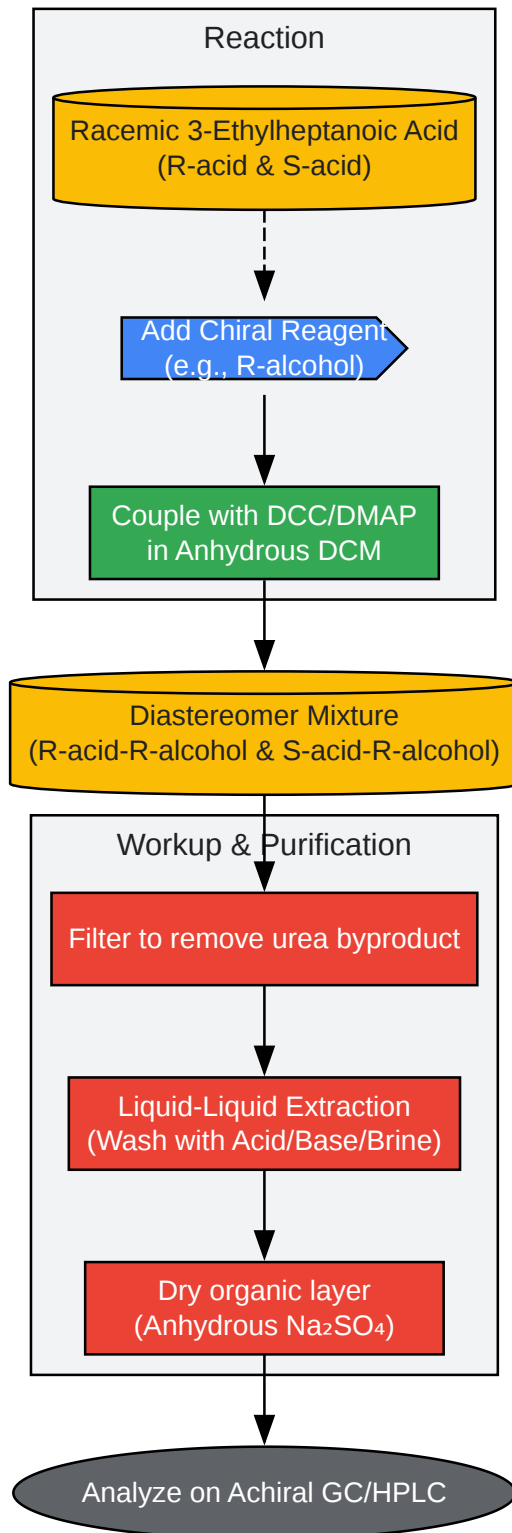 Reaction
Racemic 3-Ethylheptanoic Acid
(R-acid & S-acid)
Add Chiral Reagent
(e.g., R-alcohol)
Couple with DCC/DMAP
in Anhydrous DCM
Diastereomer Mixture
(R-acid-R-alcohol & S-acid-R-alcohol)
Workup & Purification
Filter to remove urea byproduct
Liquid-Liquid Extraction
(Wash with Acid/Base/Brine)
Dry organic layer
(Anhydrous Na₂SO₄)
Analyze on Achiral GC/HPLC